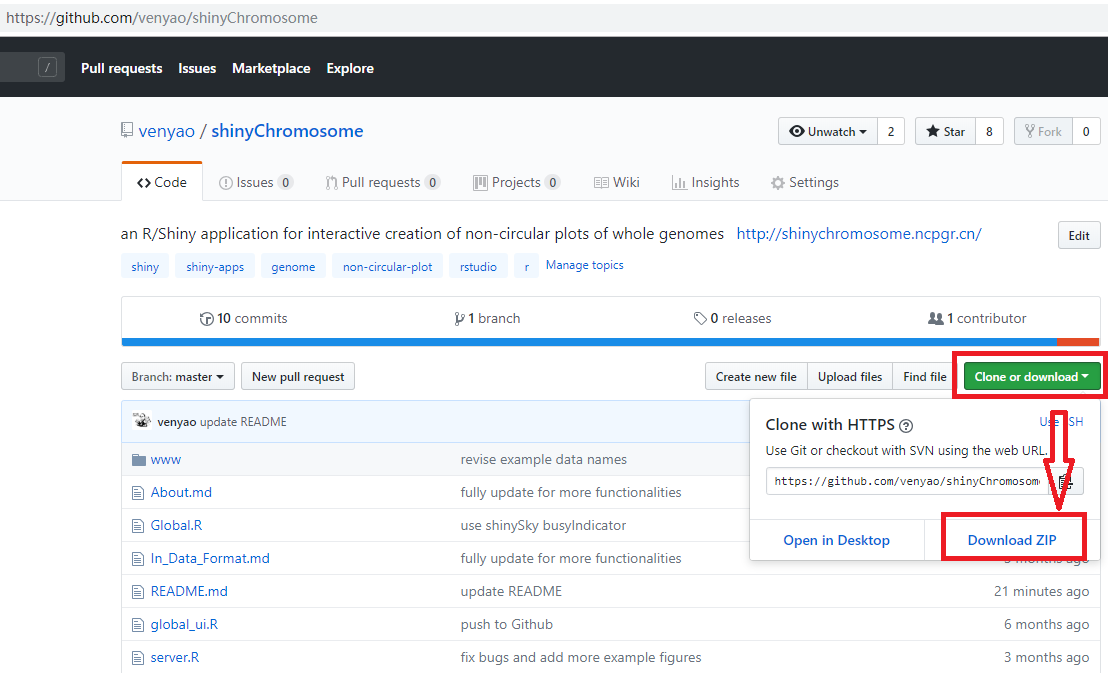 https://github.com/venyao/shinyChromosome
/ Pull requests Issues Marketplace Explore
venyao / shinyChromosome Unwatch 2 Star 8 Fork 0
<> Code Issues 0 Pull requests 0 Projects 0 Wiki Insights Settings
an R/Shiny application for interactive creation of non-circular plots of whole genomes http://shinychromosome.ncpgr.cn/ Edit
shiny shiny-apps genome non-circular-plot rstudio r Manage topics
10 commits 1 branch 0 releases 1 contributor
Branch: master New pull request Create new file Upload files Find file Clone or download
venyao update README
Clone with HTTPS ? Use SSH
Use Git or checkout with SVN using the web URL.
https://github.com/venyao/shinyChromosome
Open in Desktop Download ZIP
www revise example data names
About.md fully update for more functionalities
Global.R use shinySky busyIndicator
In_Data_Format.md fully update for more functionalities months ago
README.md update README 21 minutes ago
global_ui.R push to Github 6 months ago
server.R fix bugs and add more example figures 3 months ago